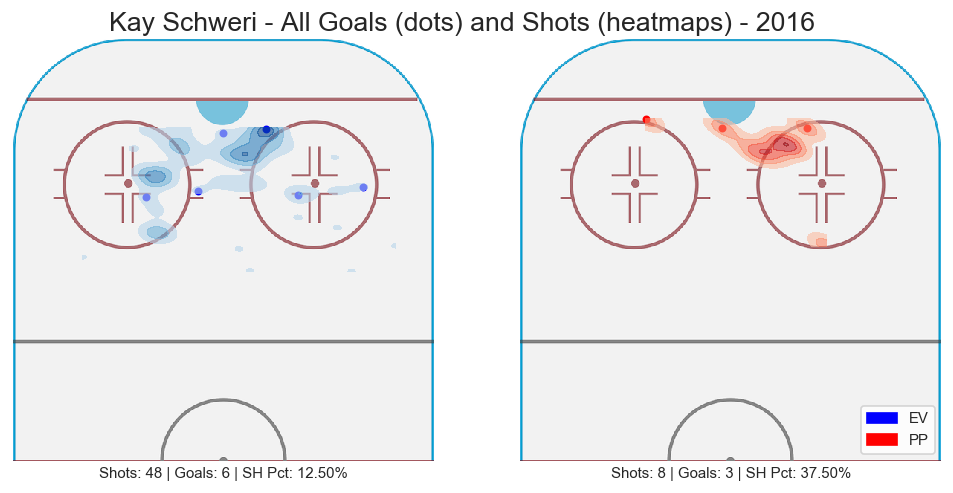 Kay Schweri - All Goals (dots) and Shots (heatmaps) - 2016
EV
PP
Shots: 48 | Goals: 6 | SH Pct: 12.50%
Shots: 8 | Goals: 3 | SH Pct: 37.50%